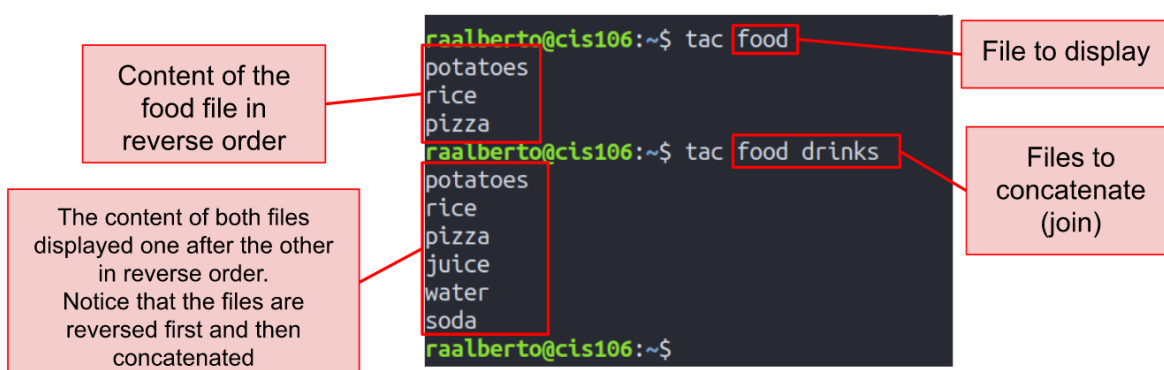 Content of the
food file in
reverse order
The content of both files
displayed one after the other
in reverse order.
Notice that the files are
reversed first and then
concatenated
raalberto@cis106:~$ tac food
potatoes
rice
pizza
raalberto@cis106:~$ tac food drinks
potatoes
rice
pizza
juice
water
soda
raalberto@cis106:~$
File to display
Files to
concatenate
(join)